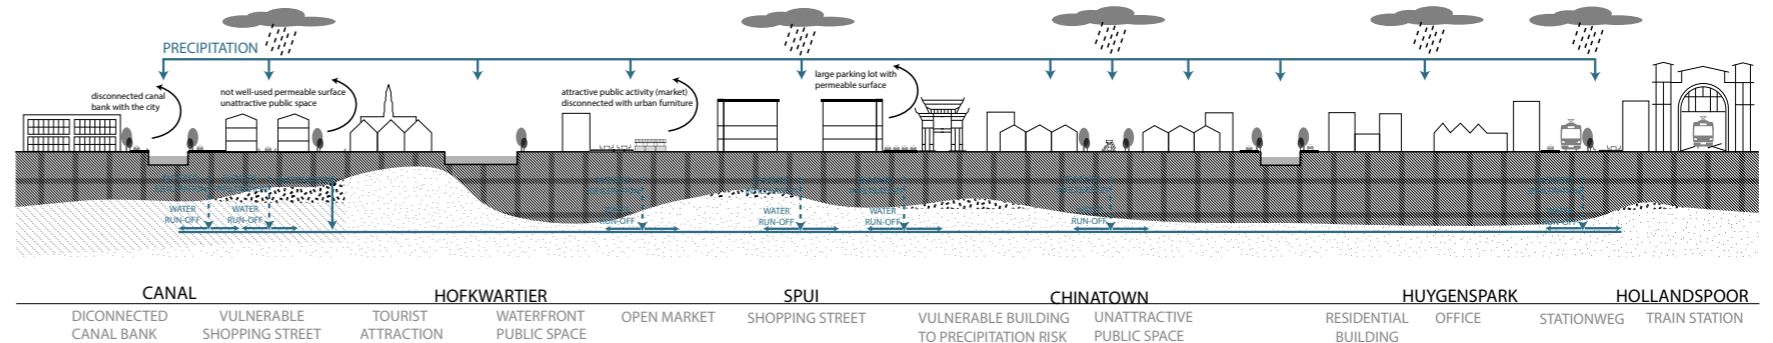 PRECIPITATION
disconnected canal
bank with the city
not well-used permeable surface
unattractive public space
attractive public activity (market)
disconnected with urban furniture
large parking lot with
permeable surface
WATER
RUN-OFF
WATER
RUN-OFF
WATER
RUN-OFF
WATER
RUN-OFF
WATER
RUN-OFF
CANAL
HOFKWARTIER
SPUI
CHINATOWN
HUYGENSPARK
HOLLANDSPOOR
DICONNECTED
CANAL BANK
VULNERABLE
SHOPPING STREET
TOURIST
ATTRACTION
WATERFRONT
PUBLIC SPACE
OPEN MARKET
SHOPPING STREET
VULNERABLE BUILDING
TO PRECIPITATION RISK
UNATTRACTIVE
PUBLIC SPACE
RESIDENTIAL
BUILDING
OFFICE
STATIONWEG
TRAIN STATION